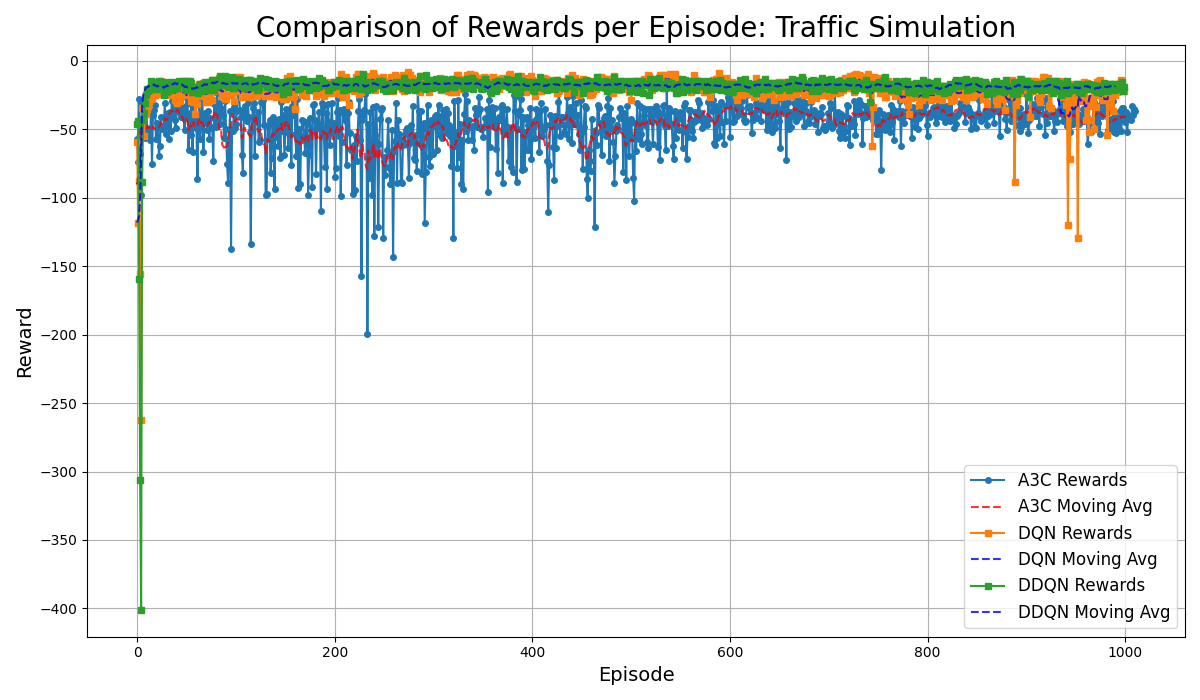 Comparison of Rewards per Episode: Traffic Simulation
Reward
0
−50
−100
−150
−200
−250
−300
−350
−400
0
200
400
600
800
1000
Episode
A3C Rewards
A3C Moving Avg
DQN Rewards
DQN Moving Avg
DDQN Rewards
DDQN Moving Avg